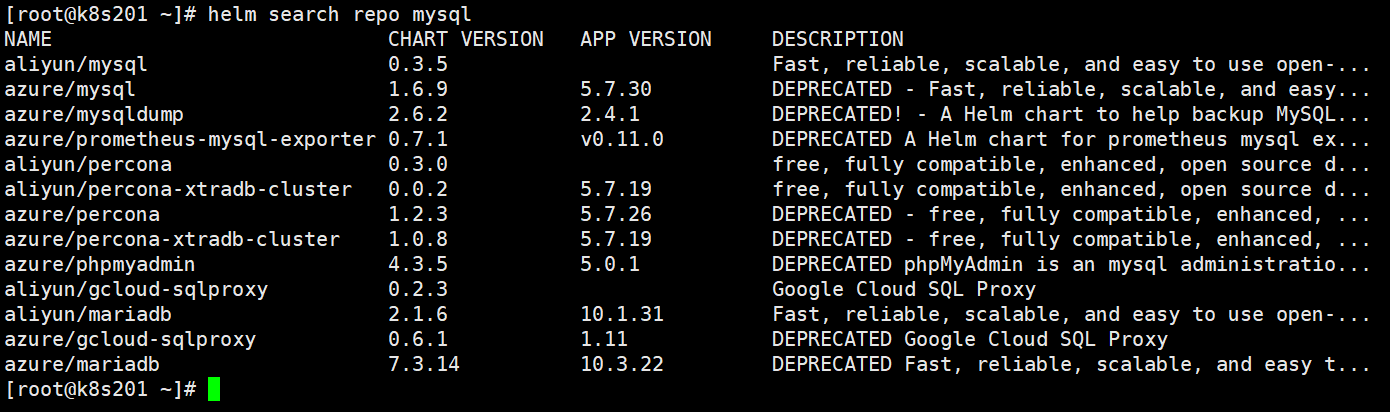 [root@k8s201 ~]# helm search repo mysql
NAME CHART VERSION APP VERSION DESCRIPTION
aliyun/mysql 0.3.5 Fast, reliable, scalable, and easy to use open-...
azure/mysql 1.6.9 5.7.30 DEPRECATED - Fast, reliable, scalable, and easy...
azure/mysqldump 2.6.2 2.4.1 DEPRECATED! - A Helm chart to help backup MySQL...
azure/prometheus-mysql-exporter 0.7.1 v0.11.0 DEPRECATED A Helm chart for prometheus mysql ex...
aliyun/percona 0.3.0 free, fully compatible, enhanced, open source d...
aliyun/percona-xtradb-cluster 0.0.2 5.7.19 free, fully compatible, enhanced, open source d...
azure/percona 1.2.3 5.7.26 DEPRECATED - free, fully compatible, enhanced, ...
azure/percona-xtradb-cluster 1.0.8 5.7.19 DEPRECATED - free, fully compatible, enhanced, ...
azure/phpmyadmin 4.3.5 5.0.1 DEPRECATED phpMyAdmin is an mysql administratio...
aliyun/gcloud-sqlproxy 0.2.3 Google Cloud SQL Proxy
aliyun/mariadb 2.1.6 10.1.31 Fast, reliable, scalable, and easy to use open-...
azure/gcloud-sqlproxy 0.6.1 1.11 DEPRECATED Google Cloud SQL Proxy
azure/mariadb 7.3.14 10.3.22 DEPRECATED Fast, reliable, scalable, and easy t...
[root@k8s201 ~]#